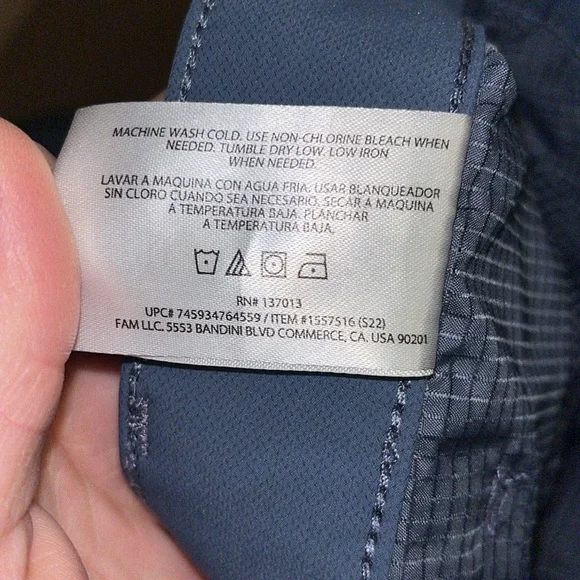 MACHINE WASH COLD. USE NON-CHLORINE BLEACH WHEN
NEEDED. TUMBLE DRY LOW. LOW IRON
WHEN NEEDED.
LAVAR A MAQUINA CON AGUA FRIA. USAR BLANQUEADOR
SIN CLORO CUANDO SEA NECESARIO. SECAR A MAQUINA
A TEMPERATURA BAJA. PLANCHAR
A TEMPERATURA BAJA.
RN# 137013
UPC# 745934764559 / ITEM #1557516 (S22)
FAM LLC. 5553 BANDINI BLVD COMMERCE, CA. USA 90201